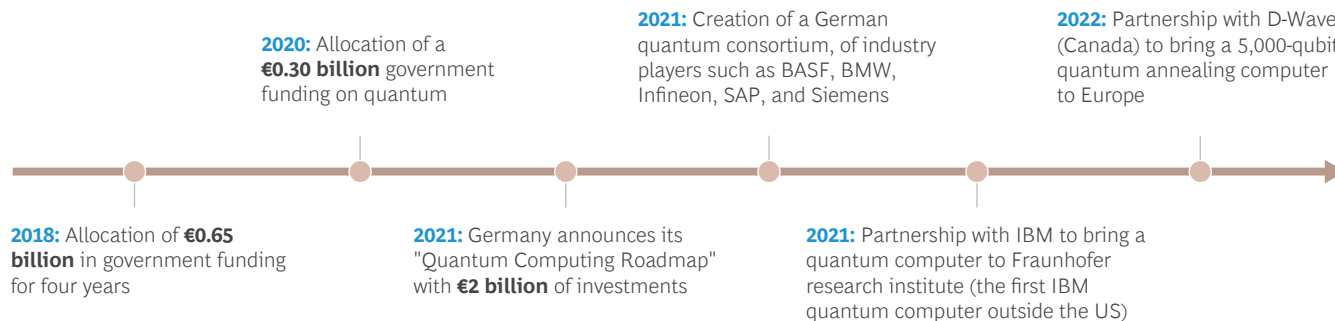 2018: Allocation of €0.65
billion in government funding
for four years
2020: Allocation of a
€0.30 billion government
funding on quantum
2021: Germany announces its
"Quantum Computing Roadmap"
with €2 billion of investments
2021: Creation of a German
quantum consortium, of industry
players such as BASF, BMW,
Infineon, SAP, and Siemens
2021: Partnership with IBM to bring a
quantum computer to Fraunhofer
research institute (the first IBM
quantum computer outside the US)
2022: Partnership with D-Wave
(Canada) to bring a 5,000-qubit
quantum annealing computer
to Europe